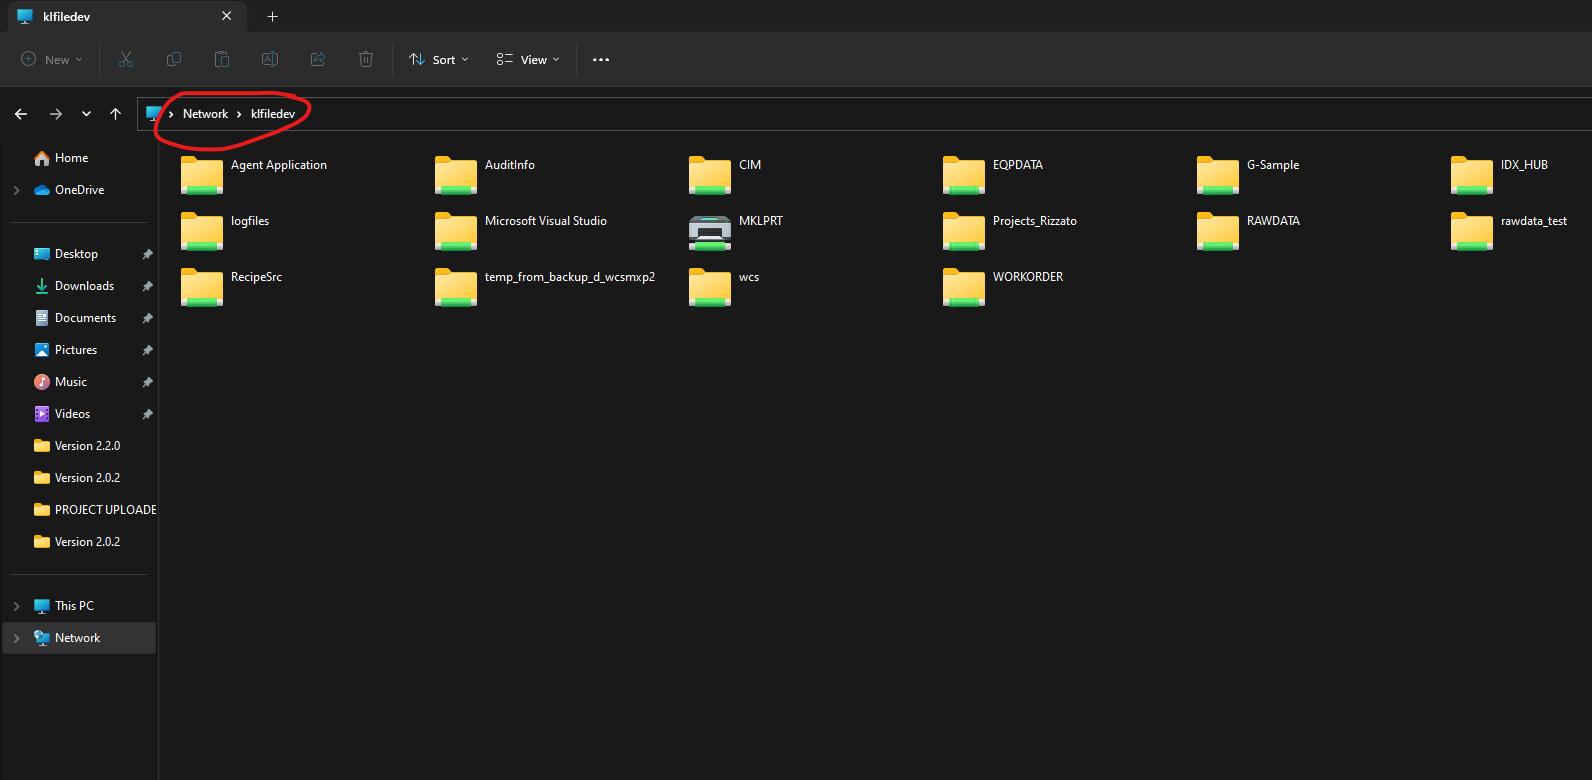 klfiledev
New
Sort
View
Network > klfiledev
Home
OneDrive
Desktop
Downloads
Documents
Pictures
Music
Videos
Version 2.2.0
Version 2.0.2
PROJECT UPLOADE
Version 2.0.2
This PC
Network
Agent Application AuditInfo CIM EQPDATA G-Sample IDX_HUB
logfiles Microsoft Visual Studio MKLPRT Projects_Rizzato RAWDATA rawdata_test
RecipeSrc temp_from_backup_d_wcsmxp2 wcs WORKORDER